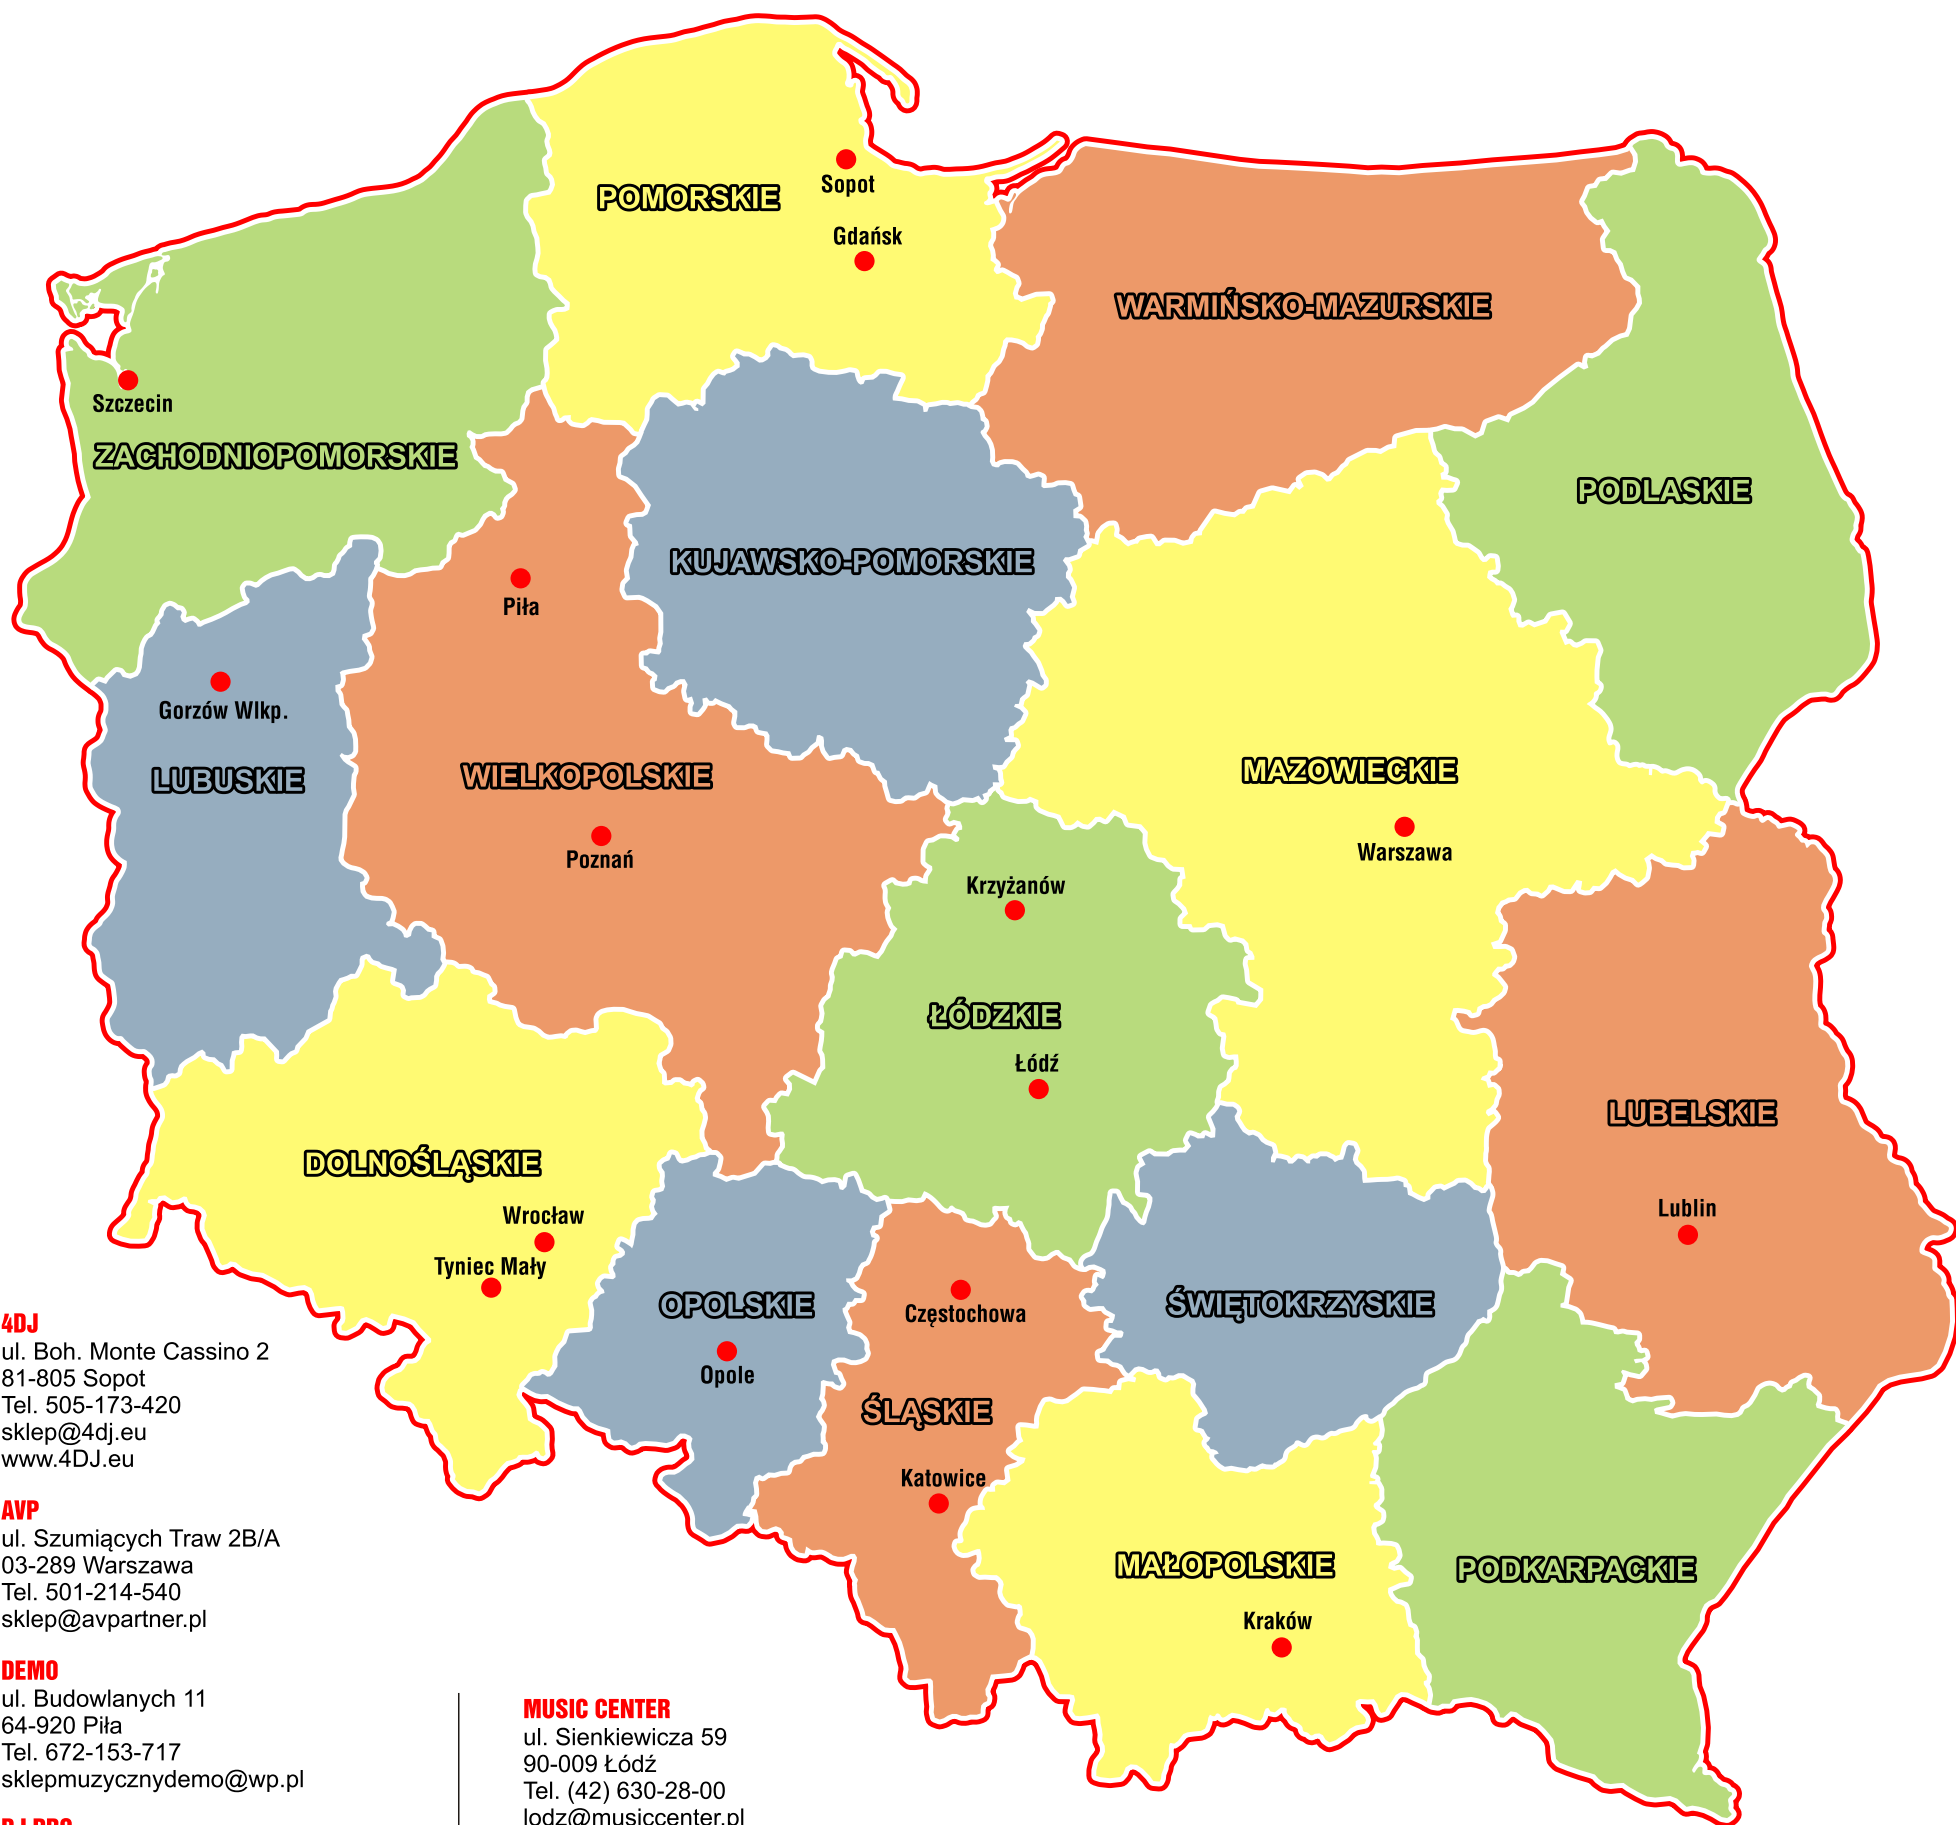 POMORSKIE
Sopot
Gdańsk
WARMIŃSKO-MAZURSKIE
Szczecin
ZACHODNIOPOMORSKIE
PODLASKIE
KUJAWSKO-POMORSKIE
Piła
Gorzów Wlkp.
LUBUSKIE
WIELKOPOLSKIE
Poznań
MAZOWIECKIE
Warszawa
Krzyżanów
ŁÓDZKIE
Łódź
LUBELSKIE
Lublin
DOLNOŚLĄSKIE
Wrocław
Tyniec Mały
OPOLSKIE
Opole
Częstochowa
ŚLĄSKIE
Katowice
ŚWIĘTOKRZYSKIE
MAŁOPOLSKIE
Kraków
PODKARPACKIE
4DJ
ul. Boh. Monte Cassino 2
81-805 Sopot
Tel. 505-173-420
sklep@4dj.eu
www.4DJ.eu
AVP
ul. Szumiących Traw 2B/A
03-289 Warszawa
Tel. 501-214-540
sklep@avpartner.pl
DEMO
ul. Budowlanych 11
64-920 Piła
Tel. 672-153-717
sklepmuzycznydemo@wp.pl
MUSIC CENTER
ul. Sienkiewicza 59
90-009 Łódź
Tel. (42) 630-28-00
lodz@musiccenter.pl